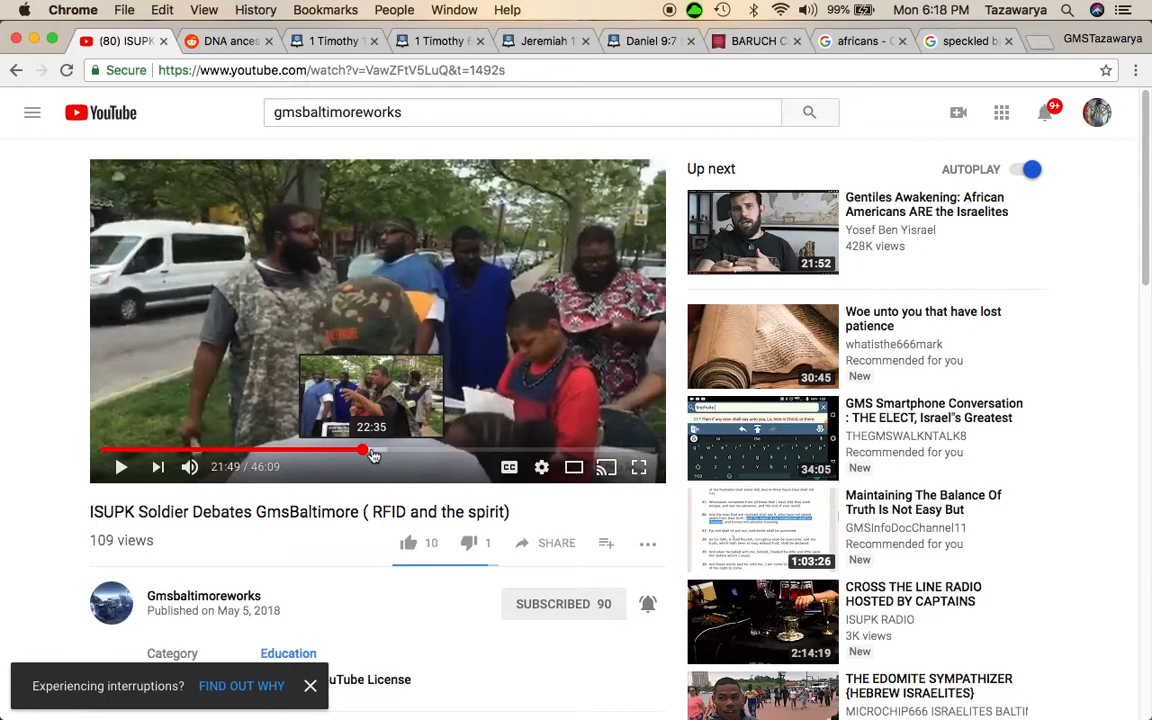 Chrome File Edit View History Bookmarks People Window Help 99% Mon 6:18 PM Tazawarya
(80) ISUPK DNA ances 1 Timothy 1 1 Timothy 6 Jeremiah 1 Daniel 9:7 BARUCH C africans - G speckled b GMSTazawarya
Secure https://www.youtube.com/watch?v=VawZFtV5LuQ&t=1492s
YouTube gmsbaltimoreworks 9+
Up next AUTOPLAY
Gentiles Awakening: African
Americans ARE the Israelites
Yosef Ben Yisrael
428K views
21:52
Woe unto you that have lost
patience
whatisthe666mark
Recommended for you
New
30:45
GMS Smartphone Conversation
: THE ELECT, Israel"s Greatest
THEGMSWALKNTALK8
Recommended for you
New
34:05
Maintaining The Balance Of
Truth Is Not Easy But
GMSInfoDocChannel11
Recommended for you
New
1:03:26
CROSS THE LINE RADIO
HOSTED BY CAPTAINS
ISUPK RADIO
3K views
New
2:14:19
THE EDOMITE SYMPATHIZER
{HEBREW ISRAELITES}
MICROCHIP666 ISRAELITES BALTIM
22:35
21:49 / 46:09 CC
ISUPK Soldier Debates GmsBaltimore ( RFID and the spirit)
109 views 10 1 SHARE
Gmsbaltimoreworks
Published on May 5, 2018
SUBSCRIBED 90
Category Education
uTube License
Experiencing interruptions? FIND OUT WHY